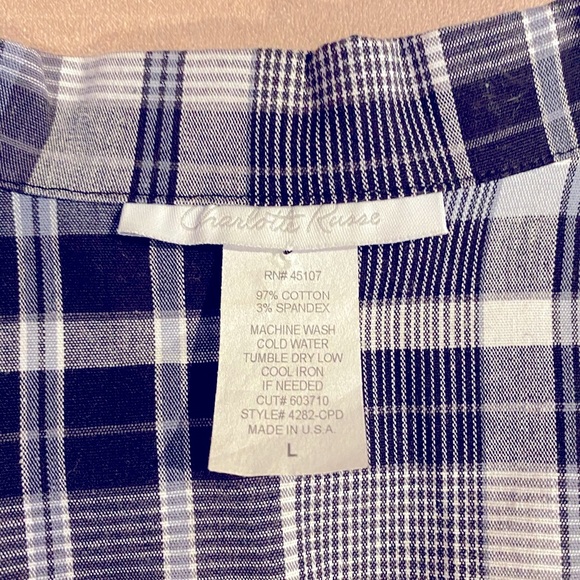 Charlotte Russe
RN# 45107
97% COTTON
3% SPANDEX
MACHINE WASH
COLD WATER
TUMBLE DRY LOW
COOL IRON
IF NEEDED
CUT# 603710
STYLE# 4282-CPD
MADE IN U.S.A.
L